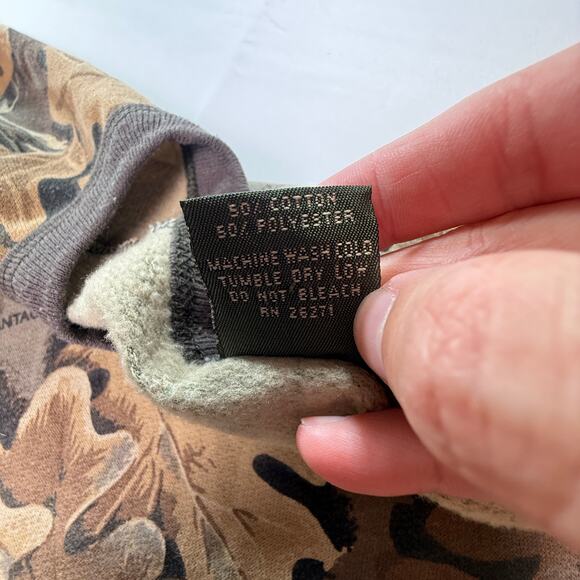 50% COTTON
50% POLYESTER
MACHINE WASH COLD
TUMBLE DRY LOW
DO NOT BLEACH
RN 26271